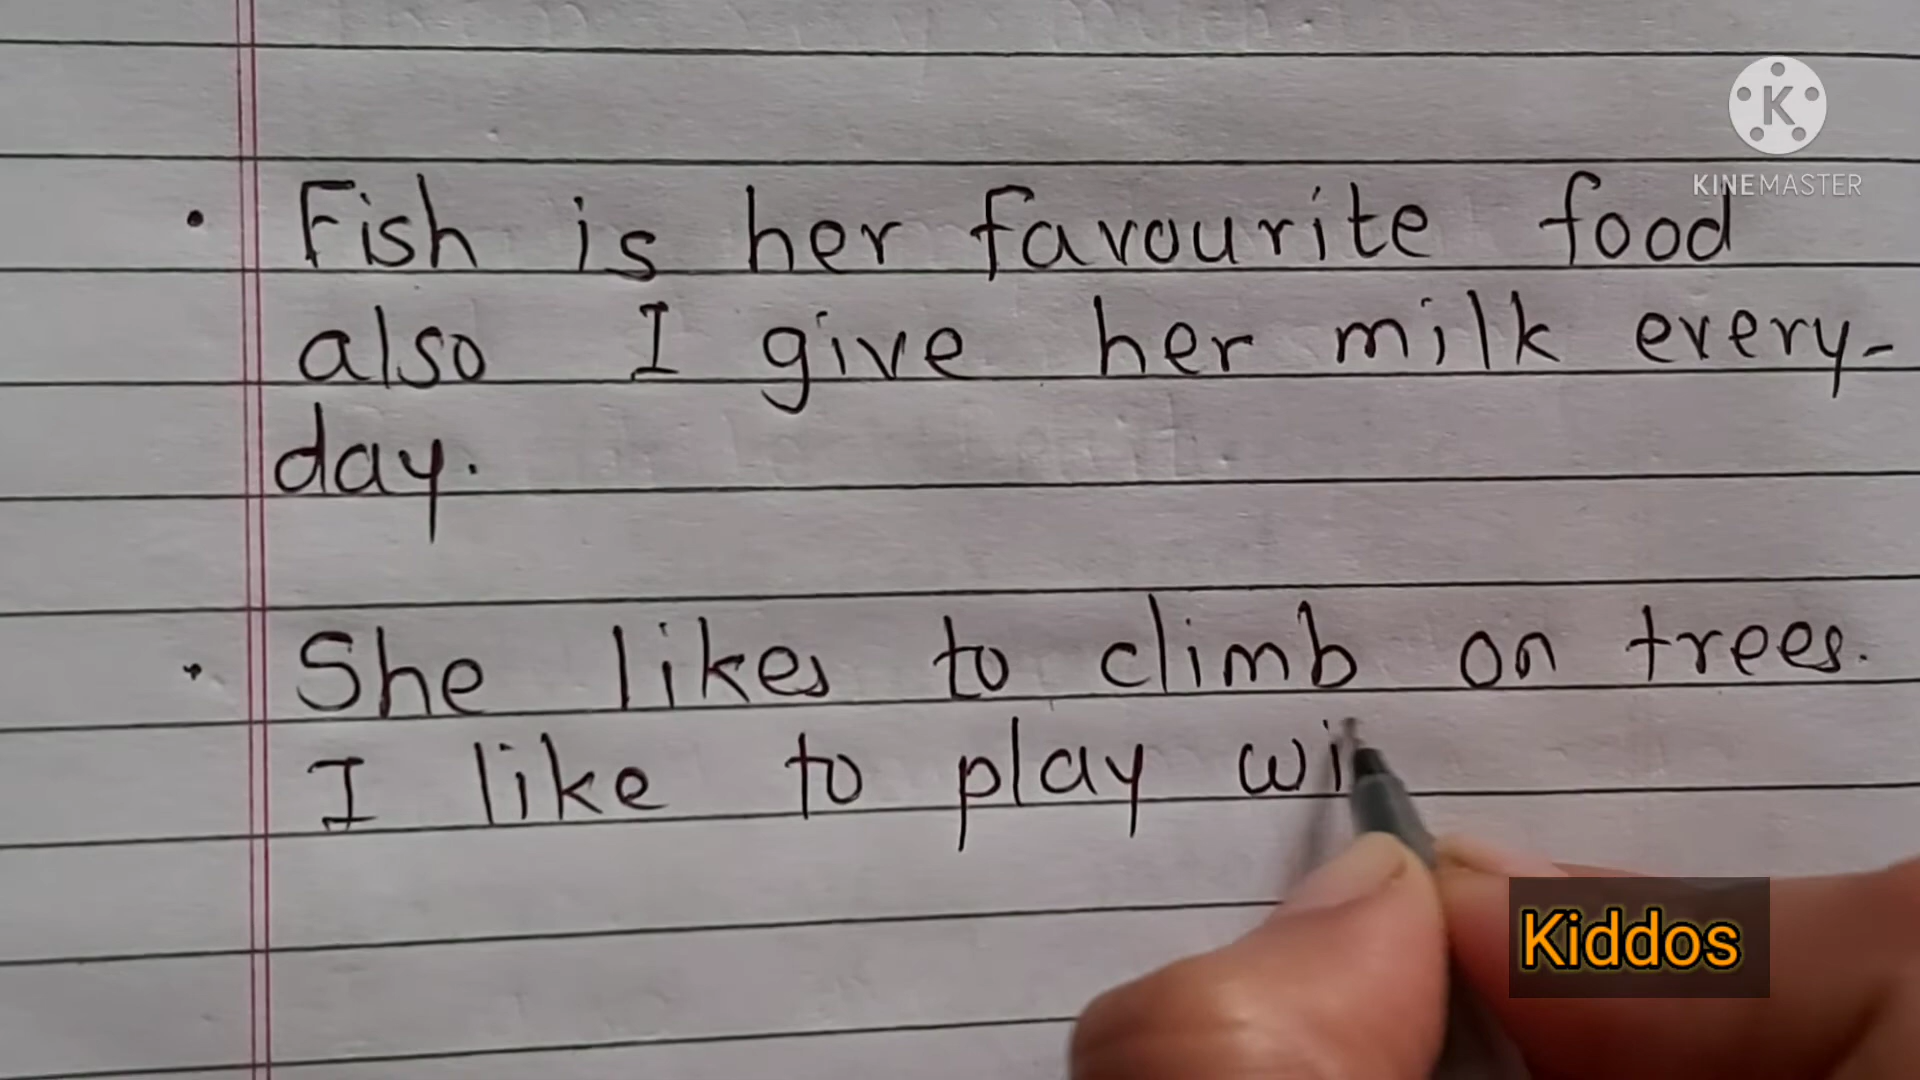 KINEMASTER
• Fish is her favourite food
also I give her milk every-
day.
• She likes to climb on trees.
I like to play wi
Kiddos